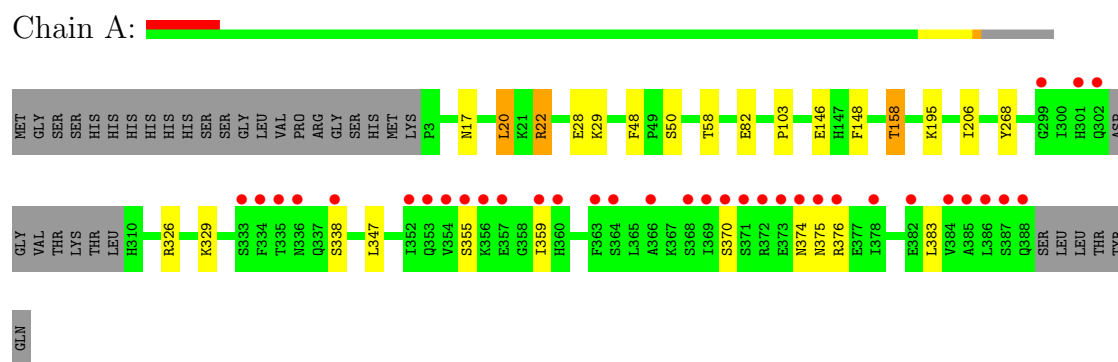 Chain A:
MET GLY SER SER HIS HIS HIS HIS HIS HIS SER SER GLY LEU VAL PRO ARG GLY SER HIS MET LYS P3 N17 L20 K21 R22 E28 K29 F48 P49 S50 T58 E82 P103 E146 H147 F148 T158 K195 I206 Y268 G299 I300 H301 Q302 ASP
GLY VAL THR LYS THR LEU H310 R326 K329 S333 F334 T335 N336 Q337 S338 L347 I352 Q353 V354 S355 K356 E357 G358 I359 H360 F363 S364 L365 A366 K367 S368 I369 S370 S371 R372 E373 N374 N375 R376 E377 I378 E382 L383 V384 A385 L386 S387 Q388 SER LEU LEU THR TYR
GLN